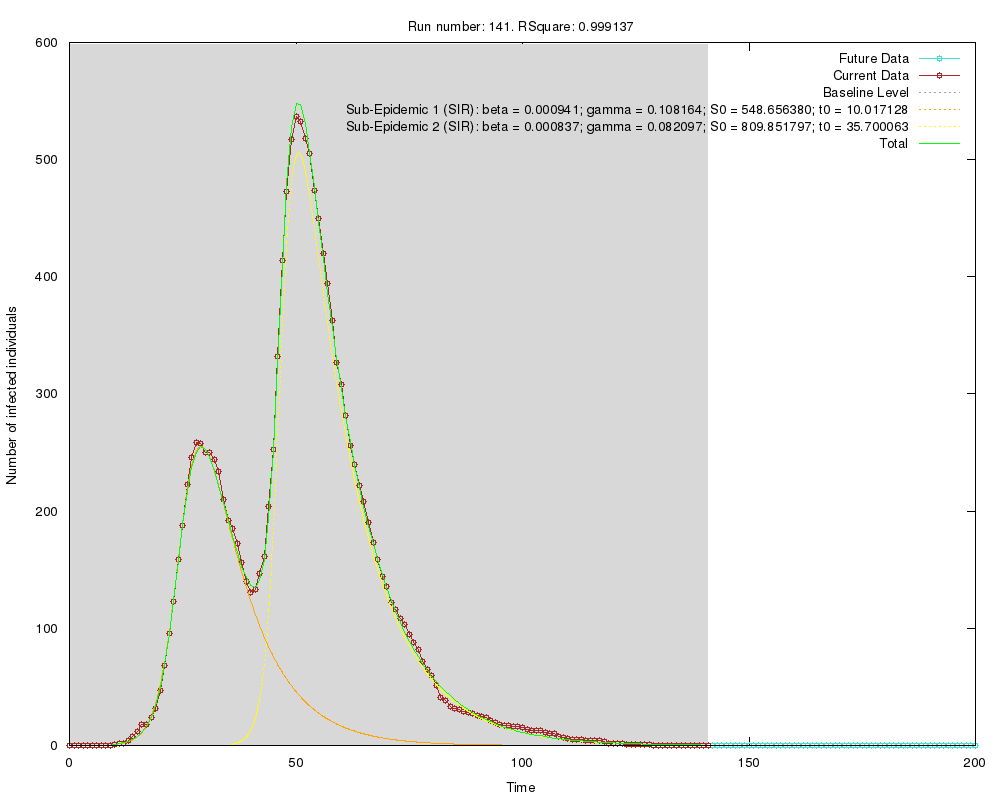 Run number: 141. RSquare: 0.999137
600
500
400
300
200
100
0
Number of infected individuals
Future Data
Current Data
Baseline Level
Sub-Epidemic 1 (SIR): beta = 0.000941; gamma = 0.108164; S0 = 548.656380; t0 = 10.017128
Sub-Epidemic 2 (SIR): beta = 0.000837; gamma = 0.082097; S0 = 809.851797; t0 = 35.700063
Total
0 50 100 150 200
Time